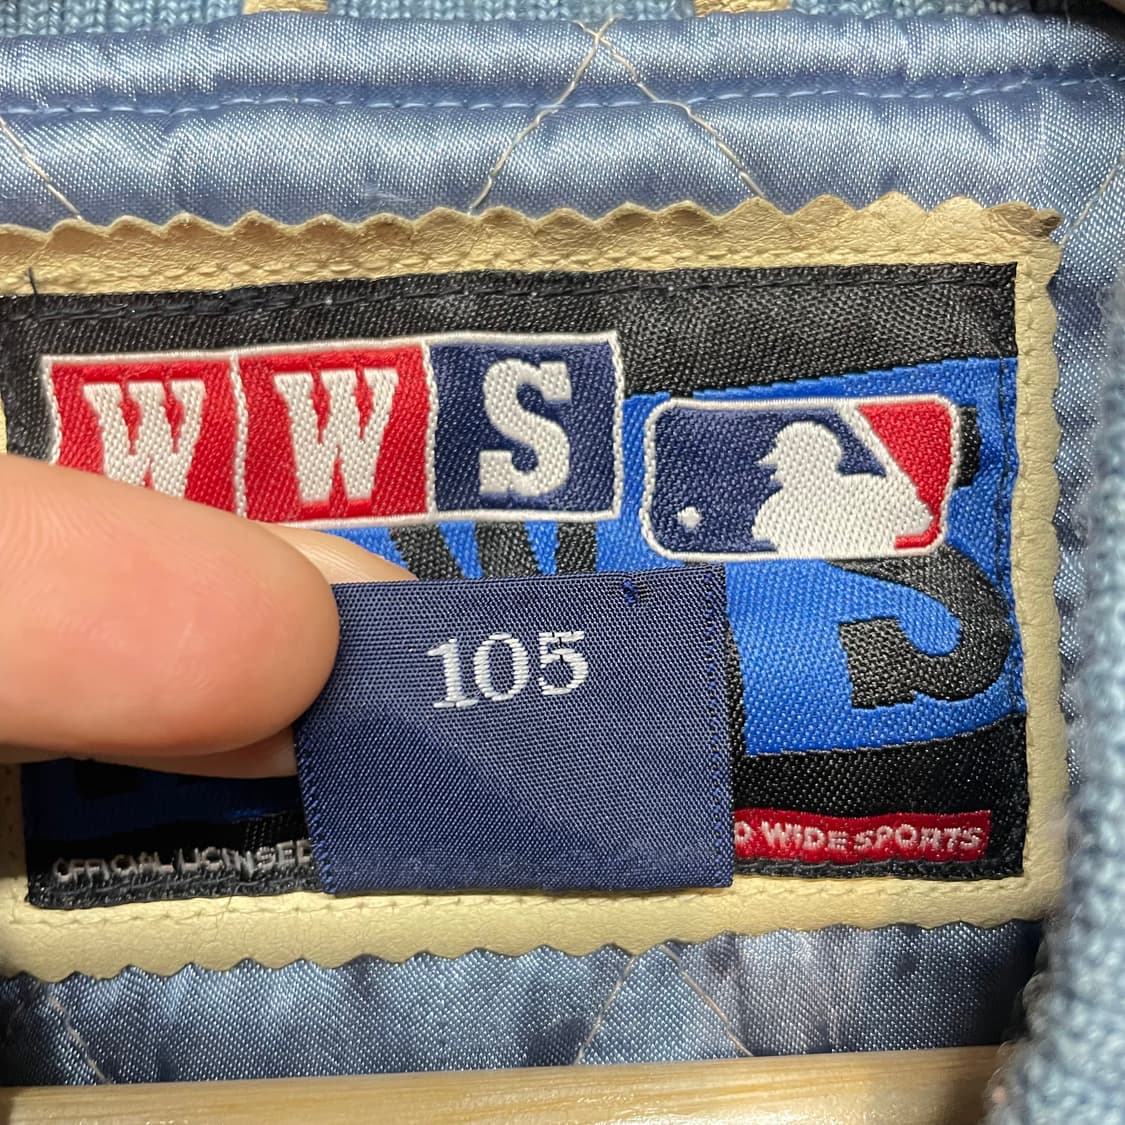 WWS
105
OFFICIAL LICENSED
D WIDE SPORTS